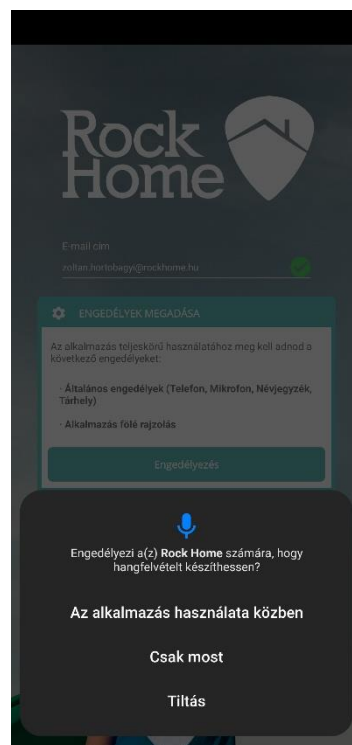 Rock
Home
E-mail cím
zoltan.hortobagyi@rockhome.hu
ENGEDÉLYEK MEGADÁSA
Az alkalmazás teljeskörű használatához meg kell adnod a
következő engedélyeket:
- Általános engedélyek (Telefon, Mikrofon, Névjegyzék,
Tárhely)
- Alkalmazás fölé rajzolás
Engedélyezés
Engedélyezi a(z) Rock Home számára, hogy
hangfelvételt készíthessen?
Az alkalmazás használata közben
Csak most
Tiltás